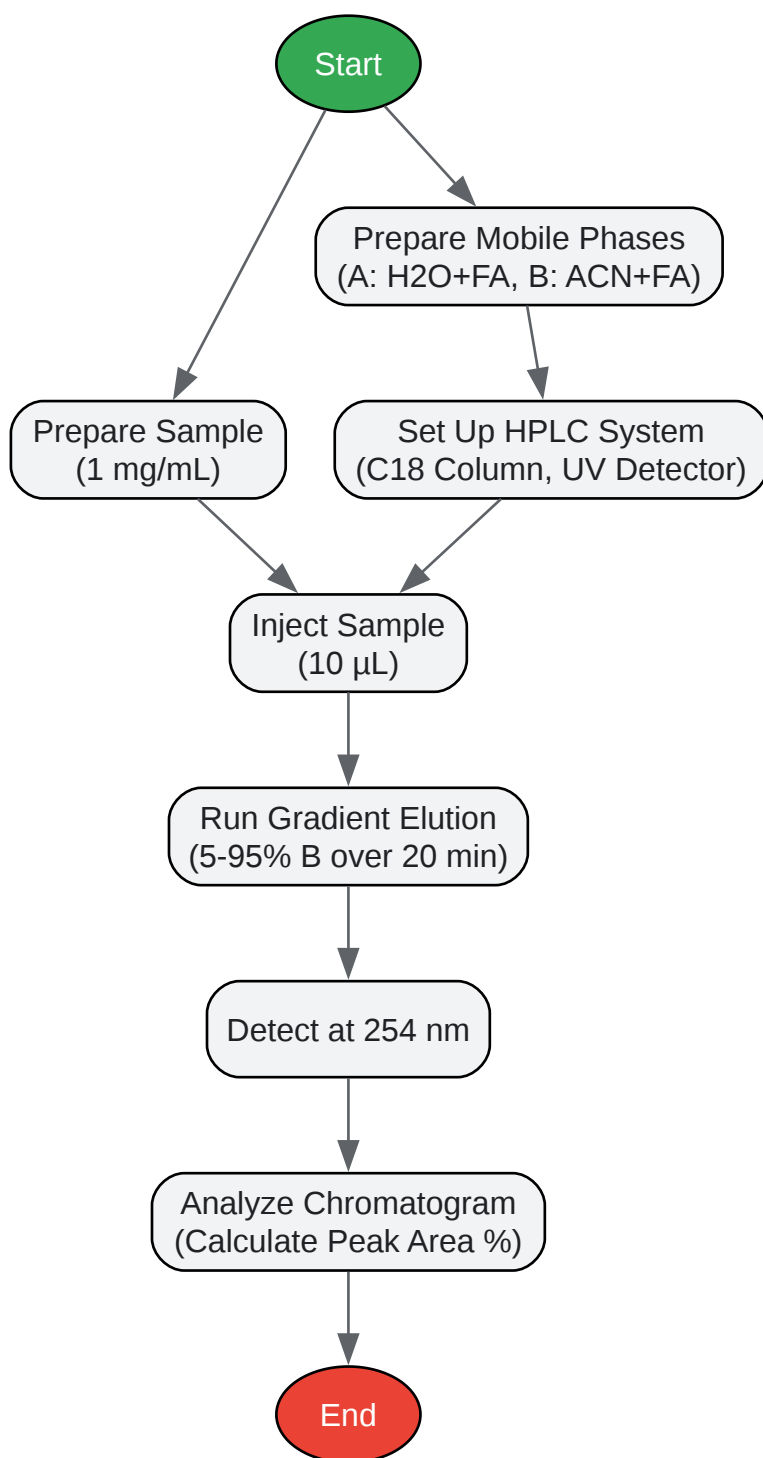 Start
Prepare Mobile Phases
(A: H2O+FA, B: ACN+FA)
Prepare Sample
(1 mg/mL)
Set Up HPLC System
(C18 Column, UV Detector)
Inject Sample
(10 µL)
Run Gradient Elution
(5-95% B over 20 min)
Detect at 254 nm
Analyze Chromatogram
(Calculate Peak Area %)
End